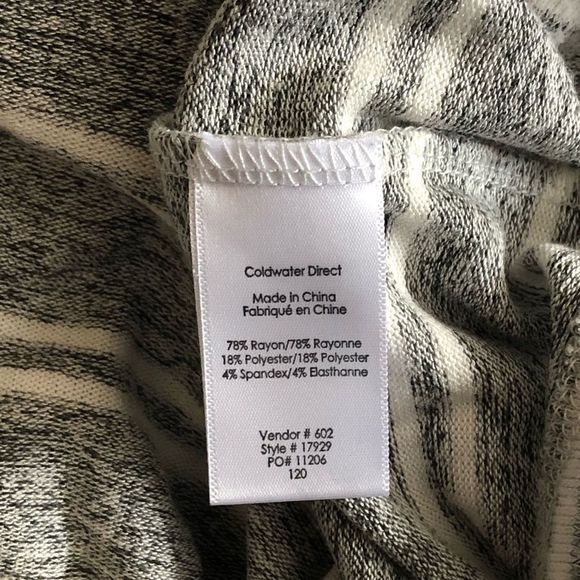 Coldwater Direct
Made in China
Fabriqué en Chine
78% Rayon/78% Rayonne
18% Polyester/18% Polyester
4% Spandex/4% Elasthanne
Vendor # 602
Style # 17929
PO# 11206
120